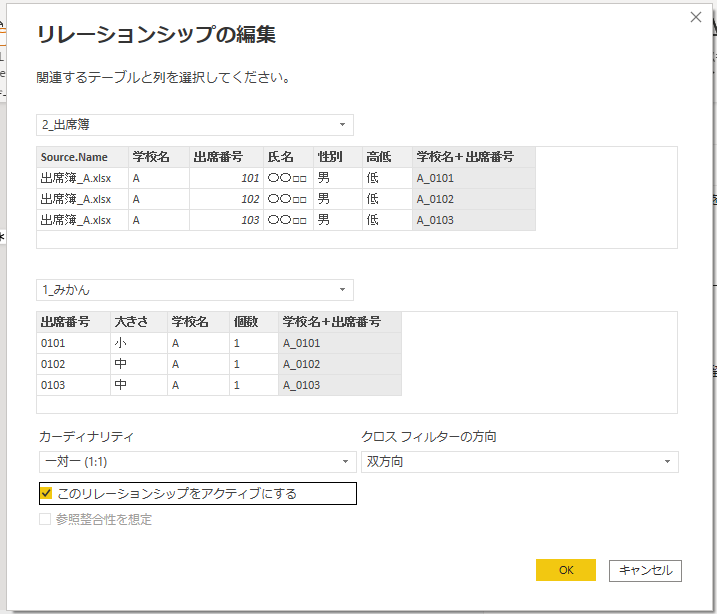 リレーションシップの編集
関連するテーブルと列を選択してください。
2_出席簿
Source.Name 学校名 出席番号 氏名 性別 高低 学校名+出席番号
出席簿_A.xlsx A 101 〇〇□□ 男 低 A_0101
出席簿_A.xlsx A 102 〇〇□□ 男 低 A_0102
出席簿_A.xlsx A 103 〇〇□□ 男 低 A_0103
1_みかん
出席番号 大きさ 学校名 個数 学校名+出席番号
0101 小 A 1 A_0101
0102 中 A 1 A_0102
0103 中 A 1 A_0103
カーディナリティ クロス フィルターの方向
一対一 (1:1) 双方向
このリレーションシップをアクティブにする
参照整合性を想定
OK キャンセル